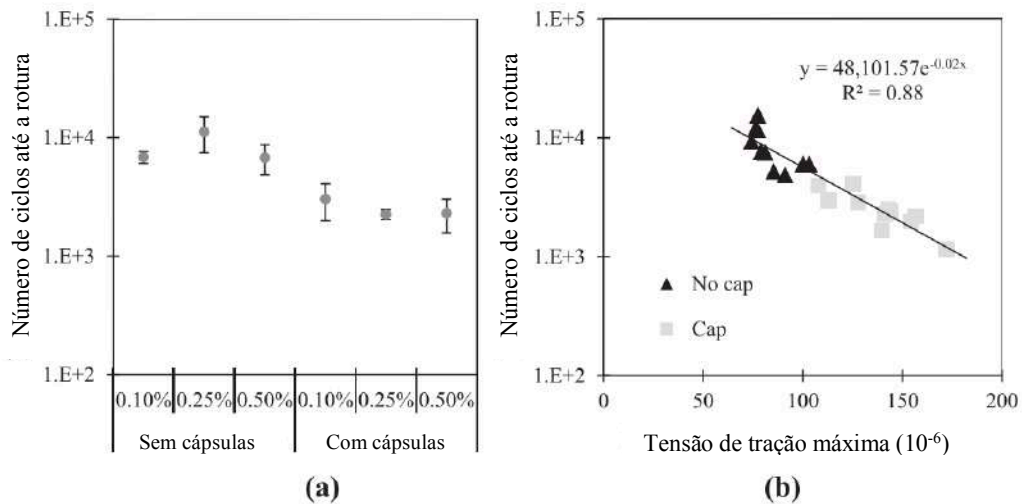 Número de ciclos até a rotura
1.E+5
1.E+4
1.E+3
1.E+2
0.10% 0.25% 0.50% 0.10% 0.25% 0.50%
Sem cápsulas Com cápsulas
(a)
Número de ciclos até a rotura
1.E+5
1.E+4
1.E+3
1.E+2
y = 48,101.57e^-0.02x
R² = 0.88
No cap
Cap
0 50 100 150 200
Tensão de tração máxima (10⁻⁶)
(b)